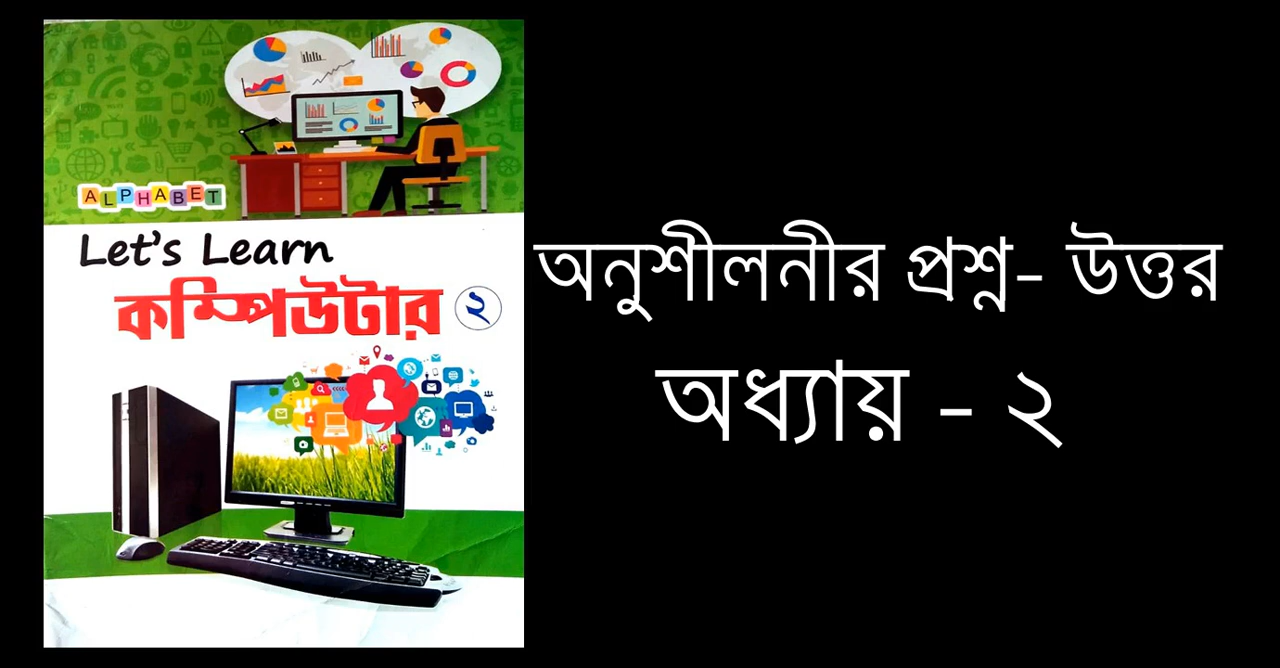 ALPHABET
Let's Learn
কম্পিউটার ২
অনুশীলনীর প্রশ্ন- উত্তর
অধ্যায় - ২